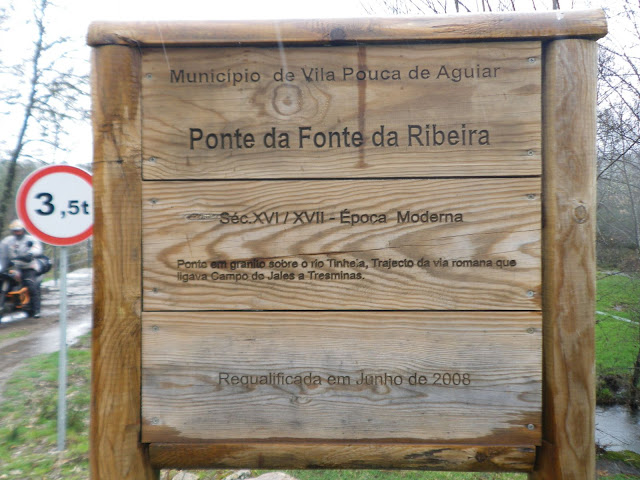 Município de Vila Pouca de Aguiar
Ponte da Fonte da Ribeira
3,5t
Séc.XVI / XVII - Época Moderna
Ponte em granito sobre o rio Tinhela, Trajecto da via romana que
ligava Campo de Jales a Tresminas.
Requalificada em Junho de 2008